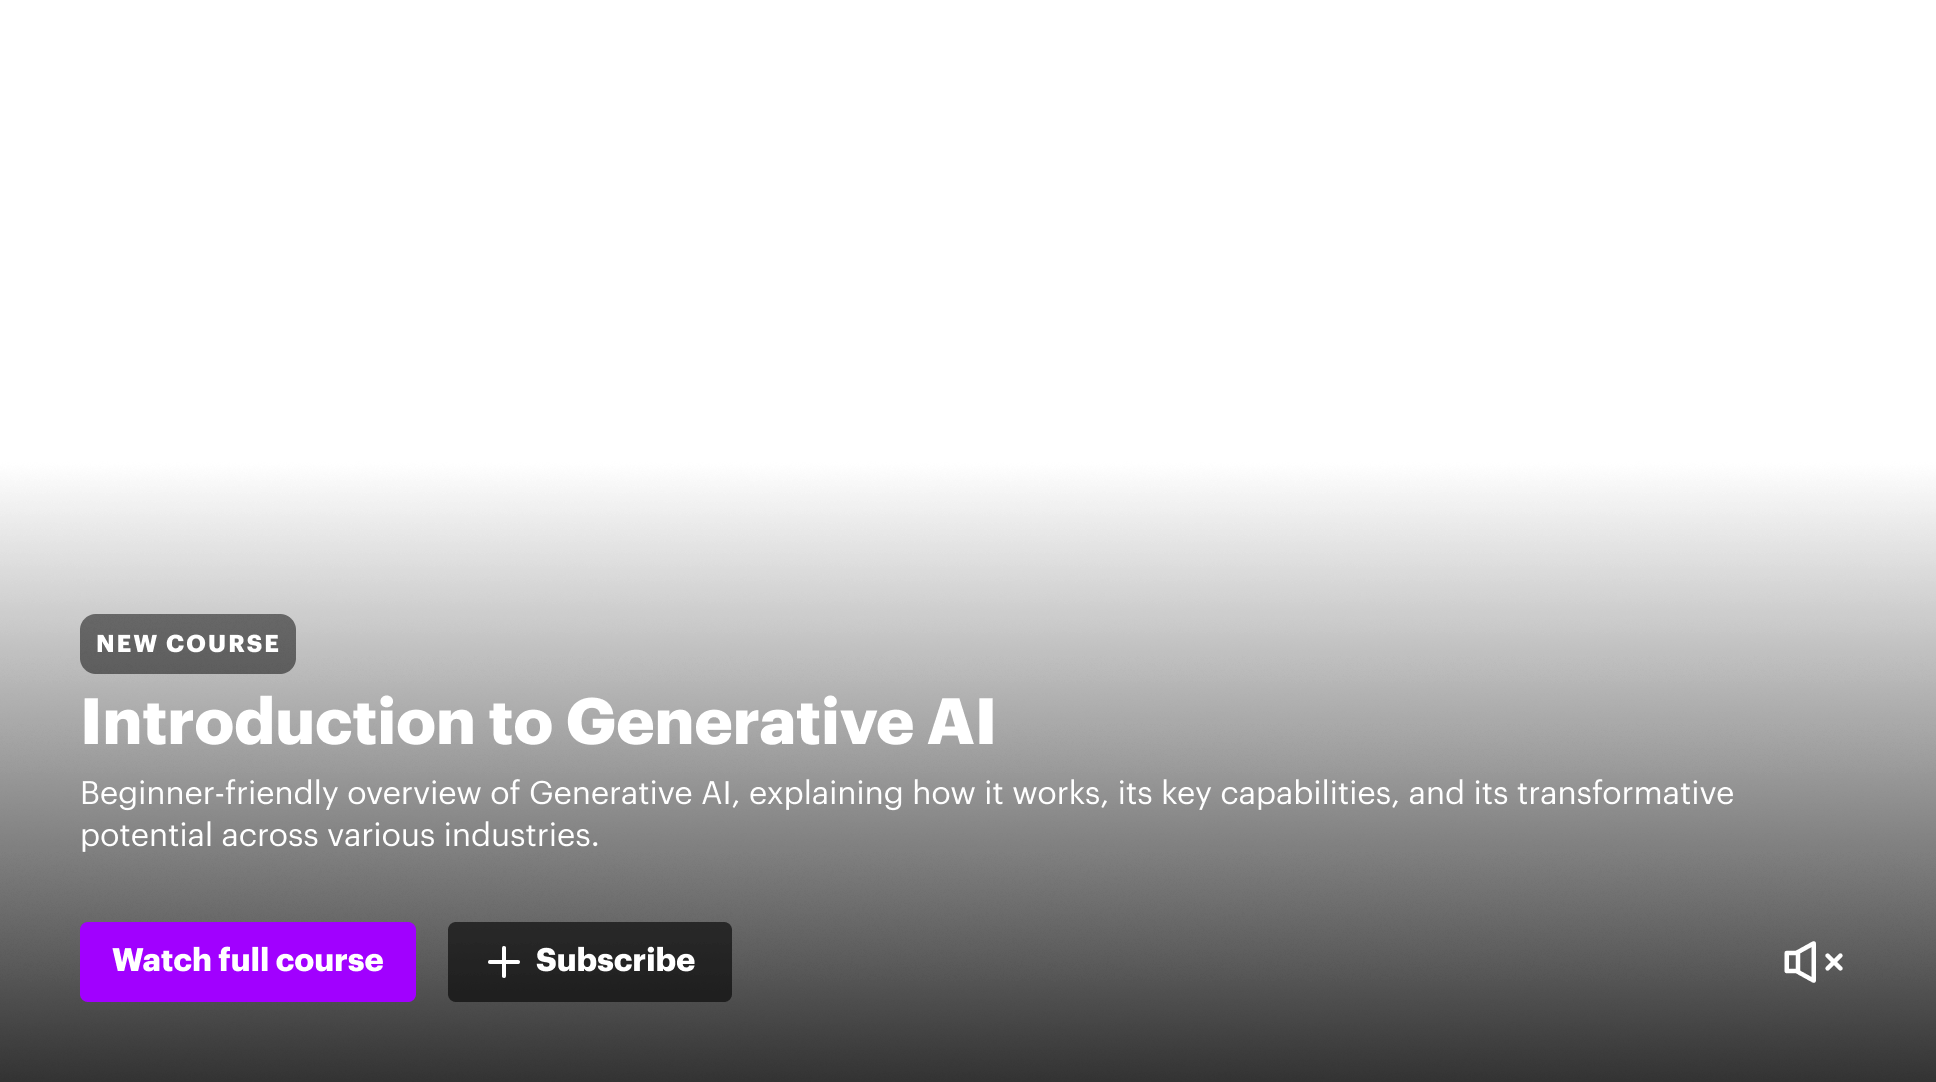 NEW COURSE
Introduction to Generative AI
Beginner-friendly overview of Generative AI, explaining how it works, its key capabilities, and its transformative
potential across various industries.
Watch full course
Subscribe